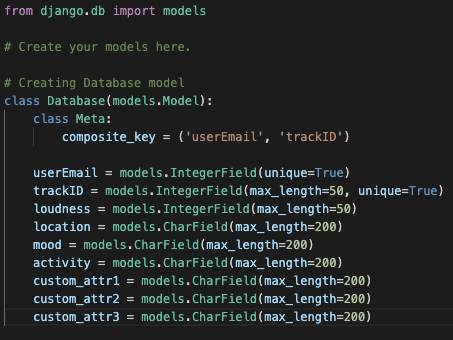 from django.db import models
# Create your models here.
# Creating Database model
class Database(models.Model):
    class Meta:
        composite_key = ('userEmail', 'trackID')
    userEmail = models.IntegerField(unique=True)
    trackID = models.IntegerField(max_length=50, unique=True)
    loudness = models.IntegerField(max_length=50)
    location = models.CharField(max_length=200)
    mood = models.CharField(max_length=200)
    activity = models.CharField(max_length=200)
    custom_attr1 = models.CharField(max_length=200)
    custom_attr2 = models.CharField(max_length=200)
    custom_attr3 = models.CharField(max_length=200)